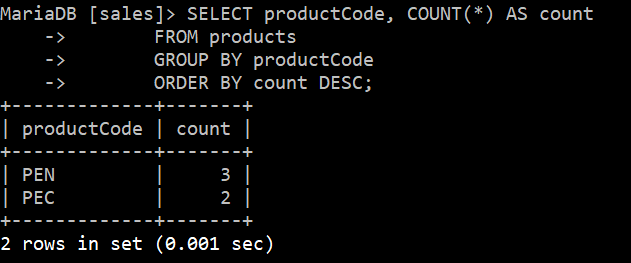 MariaDB [sales]> SELECT productCode, COUNT(*) AS count
    ->        FROM products
    ->        GROUP BY productCode
    ->        ORDER BY count DESC;
+-------------+-------+
| productCode | count |
+-------------+-------+
| PEN         |     3 |
| PEC         |     2 |
+-------------+-------+
2 rows in set (0.001 sec)